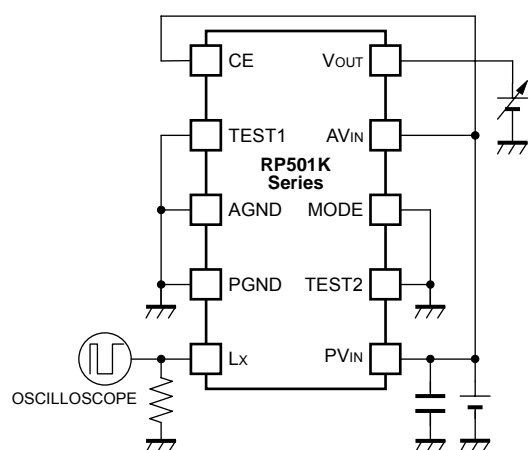 CE
VOUT
TEST1
AVIN
RP501K
Series
AGND
MODE
PGND
TEST2
LX
PVIN
OSCILLOSCOPE